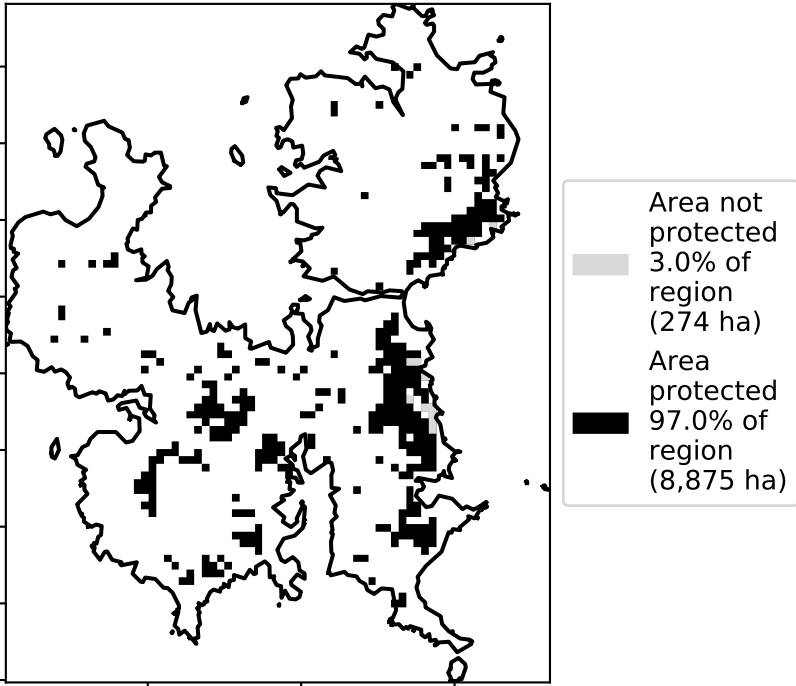 Area not
protected
3.0% of
region
(274 ha)
Area
protected
97.0% of
region
(8,875 ha)